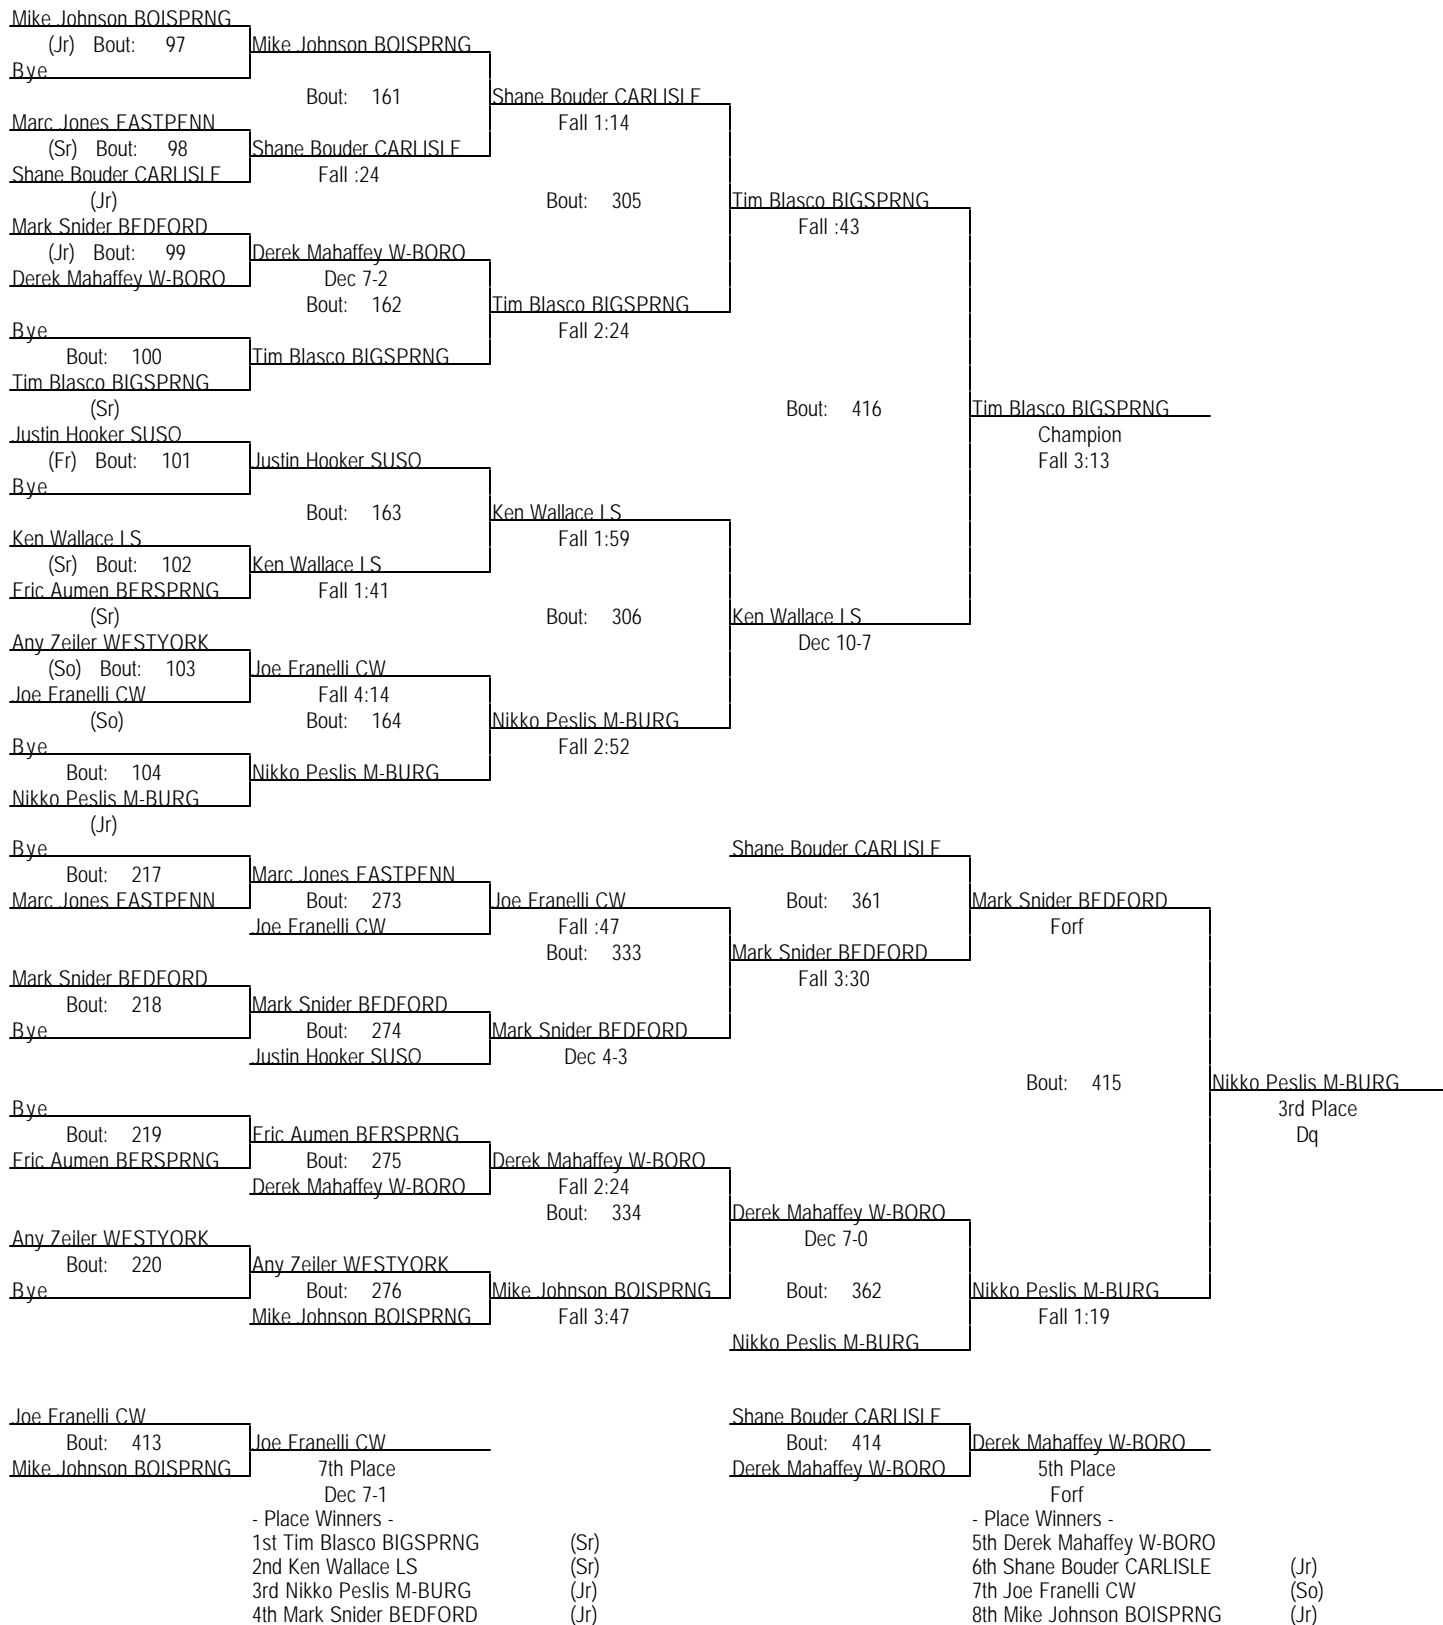 Mike Johnson BOISPRNG
(Jr) Bout: 97 Mike Johnson BOISPRNG
Bye
Bout: 161 Shane Bouder CARLISLE
Marc Jones EASTPENN Fall 1:14
(Sr) Bout: 98 Shane Bouder CARLISLE
Shane Bouder CARLISLE Fall :24
(Jr) Bout: 305 Tim Blasco BIGSPRNG
Mark Snider BEDFORD Fall :43
(Jr) Bout: 99 Derek Mahaffey W-BORO
Derek Mahaffey W-BORO Dec 7-2
Bout: 162 Tim Blasco BIGSPRNG
Bye Fall 2:24
Bout: 100 Tim Blasco BIGSPRNG
Tim Blasco BIGSPRNG
(Sr) Bout: 416 Tim Blasco BIGSPRNG
Justin Hooker SUSQ Champion
(Fr) Bout: 101 Justin Hooker SUSQ Fall 3:13
Bye
Bout: 163 Ken Wallace LS
Ken Wallace LS Fall 1:59
(Sr) Bout: 102 Ken Wallace LS
Eric Aumen BERSPRNG Fall 1:41
(Sr) Bout: 306 Ken Wallace LS
Any Zeiler WESTYORK Dec 10-7
(So) Bout: 103 Joe Franelli CW
Joe Franelli CW Fall 4:14
(So) Bout: 164 Nikko Peslis M-BURG
Bye Fall 2:52
Bout: 104 Nikko Peslis M-BURG
Nikko Peslis M-BURG
(Jr)
Bye Shane Bouder CARLISLE
Bout: 217 Marc Jones EASTPENN
Marc Jones EASTPENN Bout: 273 Joe Franelli CW Bout: 361 Mark Snider BEDFORD
Joe Franelli CW Fall :47 Forf
Bout: 333 Mark Snider BEDFORD
Mark Snider BEDFORD Fall 3:30
Bout: 218 Mark Snider BEDFORD
Bye Bout: 274 Mark Snider BEDFORD
Justin Hooker SUSQ Dec 4-3
Bout: 415 Nikko Peslis M-BURG
Bye 3rd Place
Bout: 219 Eric Aumen BERSPRNG Dq
Eric Aumen BERSPRNG Bout: 275 Derek Mahaffey W-BORO
Derek Mahaffey W-BORO Fall 2:24
Bout: 334 Derek Mahaffey W-BORO
Any Zeiler WESTYORK Dec 7-0
Bout: 220 Any Zeiler WESTYORK
Bye Bout: 276 Mike Johnson BOISPRNG Bout: 362 Nikko Peslis M-BURG
Mike Johnson BOISPRNG Fall 3:47 Fall 1:19
Nikko Peslis M-BURG
Joe Franelli CW Shane Bouder CARLISLE
Bout: 413 Joe Franelli CW Bout: 414 Derek Mahaffey W-BORO
Mike Johnson BOISPRNG 7th Place Derek Mahaffey W-BORO 5th Place
Dec 7-1 Forf
- Place Winners - - Place Winners -
1st Tim Blasco BIGSPRNG (Sr) 5th Derek Mahaffey W-BORO
2nd Ken Wallace LS (Sr) 6th Shane Bouder CARLISLE (Jr)
3rd Nikko Peslis M-BURG (Jr) 7th Joe Franelli CW (So)
4th Mark Snider BEDFORD (Jr) 8th Mike Johnson BOISPRNG (Jr)